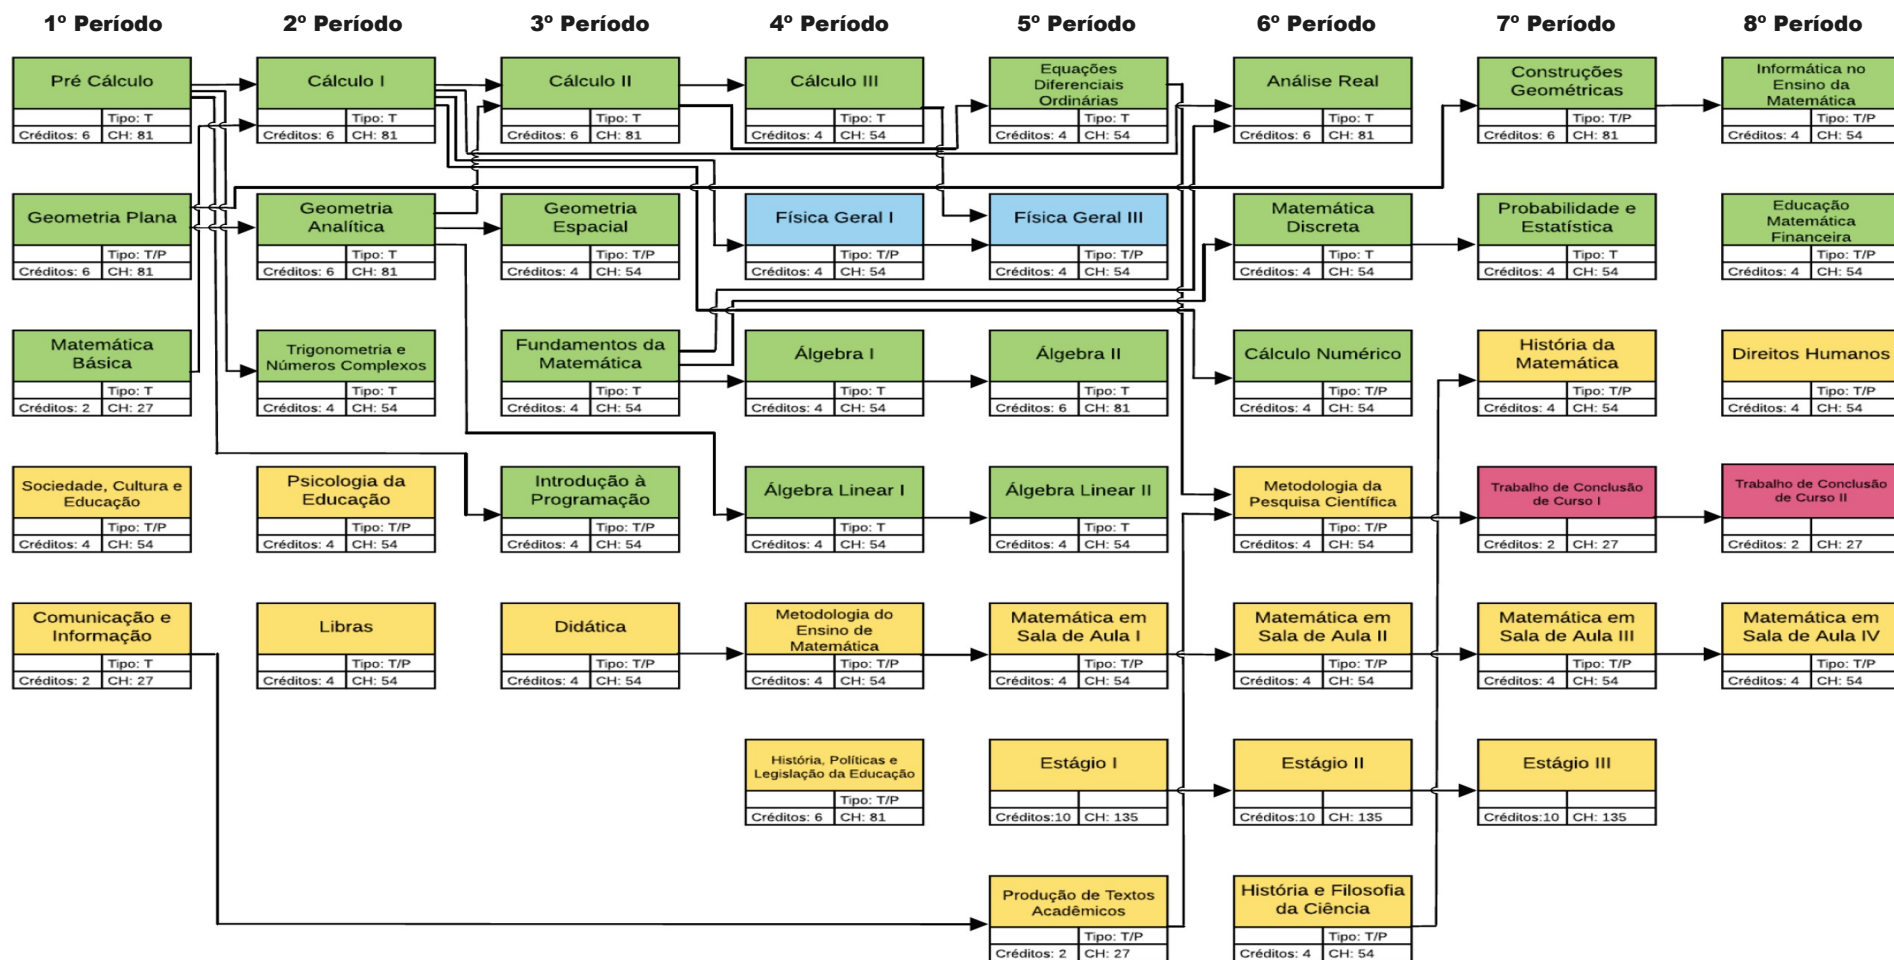 1º Período
2º Período
3º Período
4º Período
5º Período
6º Período
7º Período
8º Período
Pré Cálculo
Tipo: T
Créditos: 6
CH: 81
Cálculo I
Tipo: T
Créditos: 6
CH: 81
Cálculo II
Tipo: T
Créditos: 6
CH: 81
Cálculo III
Tipo: T
Créditos: 4
CH: 54
Equações
Diferenciais
Ordinárias
Tipo: T
Créditos: 4
CH: 54
Análise Real
Tipo: T
Créditos: 6
CH: 81
Construções
Geométricas
Tipo: T/P
Créditos: 6
CH: 81
Informática no
Ensino da
Matemática
Tipo: T/P
Créditos: 4
CH: 54
Geometria Plana
Tipo: T/P
Créditos: 6
CH: 81
Geometria
Analítica
Tipo: T
Créditos: 6
CH: 81
Geometria
Espacial
Tipo: T/P
Créditos: 4
CH: 54
Física Geral I
Tipo: T/P
Créditos: 4
CH: 54
Física Geral III
Tipo: T/P
Créditos: 4
CH: 54
Matemática
Discreta
Tipo: T
Créditos: 4
CH: 54
Probabilidade e
Estatística
Tipo: T
Créditos: 4
CH: 54
Educação
Matemática
Financeira
Tipo: T/P
Créditos: 4
CH: 54
Matemática
Básica
Tipo: T
Créditos: 2
CH: 27
Trigonometria e
Números Complexos
Tipo: T
Créditos: 4
CH: 54
Fundamentos da
Matemática
Tipo: T
Créditos: 4
CH: 54
Álgebra I
Tipo: T
Créditos: 4
CH: 54
Álgebra II
Tipo: T
Créditos: 6
CH: 81
Cálculo Numérico
Tipo: T/P
Créditos: 4
CH: 54
História da
Matemática
Tipo: T/P
Créditos: 4
CH: 54
Direitos Humanos
Tipo: T/P
Créditos: 4
CH: 54
Sociedade, Cultura e
Educação
Tipo: T/P
Créditos: 4
CH: 54
Psicologia da
Educação
Tipo: T/P
Créditos: 4
CH: 54
Introdução à
Programação
Tipo: T/P
Créditos: 4
CH: 54
Álgebra Linear I
Tipo: T
Créditos: 4
CH: 54
Álgebra Linear II
Tipo: T
Créditos: 4
CH: 54
Metodologia da
Pesquisa Científica
Tipo: T/P
Créditos: 4
CH: 54
Trabalho de Conclusão
de Curso I
Créditos: 2
CH: 27
Trabalho de Conclusão
de Curso II
Créditos: 2
CH: 27
Comunicação e
Informação
Tipo: T
Créditos: 2
CH: 27
Libras
Tipo: T/P
Créditos: 4
CH: 54
Didática
Tipo: T/P
Créditos: 4
CH: 54
Metodologia do
Ensino de
Matemática
Tipo: T/P
Créditos: 4
CH: 54
Matemática em
Sala de Aula I
Tipo: T/P
Créditos: 4
CH: 54
Matemática em
Sala de Aula II
Tipo: T/P
Créditos: 4
CH: 54
Matemática em
Sala de Aula III
Tipo: T/P
Créditos: 4
CH: 54
Matemática em
Sala de Aula IV
Tipo: T/P
Créditos: 4
CH: 54
História, Políticas e
Legislação da Educação
Tipo: T/P
Créditos: 6
CH: 81
Estágio I
Créditos:10
CH: 135
Estágio II
Créditos:10
CH: 135
Estágio III
Créditos:10
CH: 135
Produção de Textos
Acadêmicos
Tipo: T/P
Créditos: 2
CH: 27
História e Filosofia
da Ciência
Tipo: T/P
Créditos: 4
CH: 54